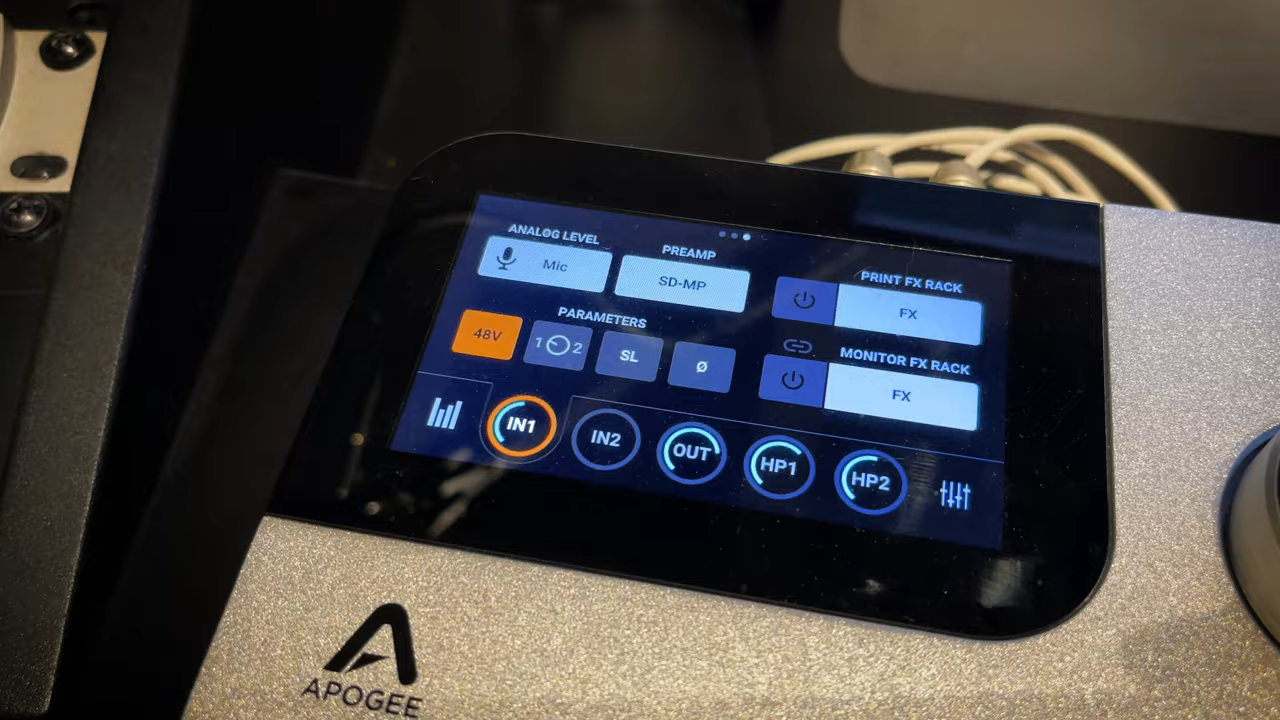 ANALOG LEVEL
Mic
PREAMP
SD-MP
PRINT FX RACK
FX
PARAMETERS
48V
1 2
SL
Ø
MONITOR FX RACK
FX
IN1
IN2
OUT
HP1
HP2
APOGEE